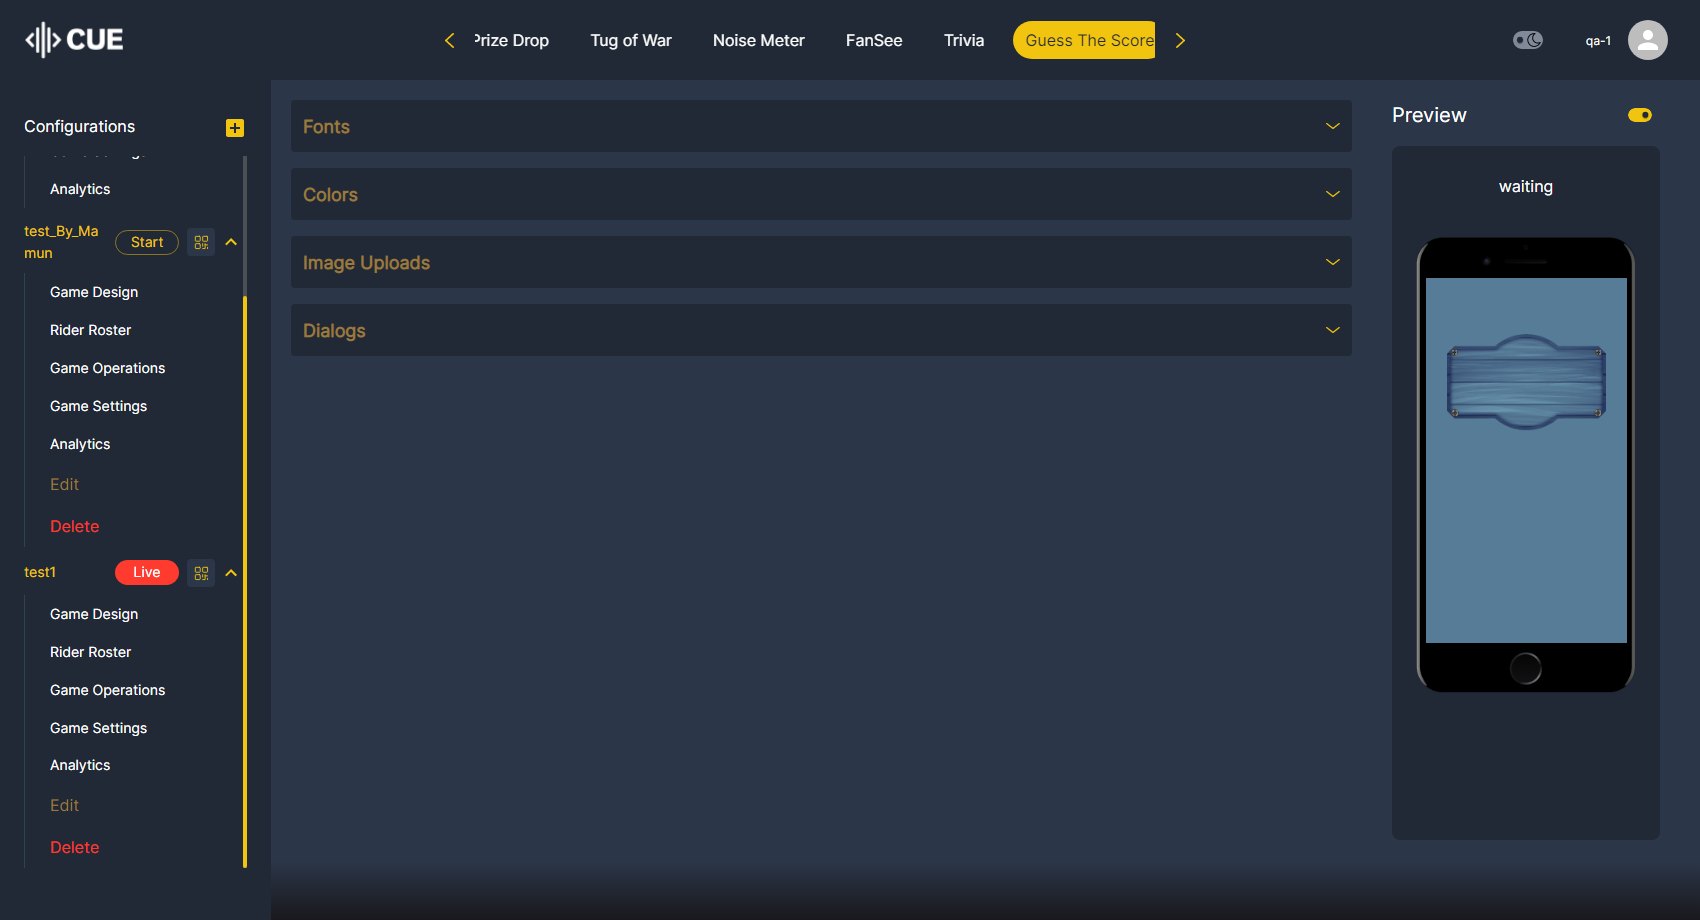 CUE
Prize Drop
Tug of War
Noise Meter
FanSee
Trivia
Guess The Score
qa-1
Configurations
Analytics
test_By_Ma
mun
Start
Game Design
Rider Roster
Game Operations
Game Settings
Analytics
Edit
Delete
test1
Live
Game Design
Rider Roster
Game Operations
Game Settings
Analytics
Edit
Delete
Fonts
Colors
Image Uploads
Dialogs
Preview
waiting